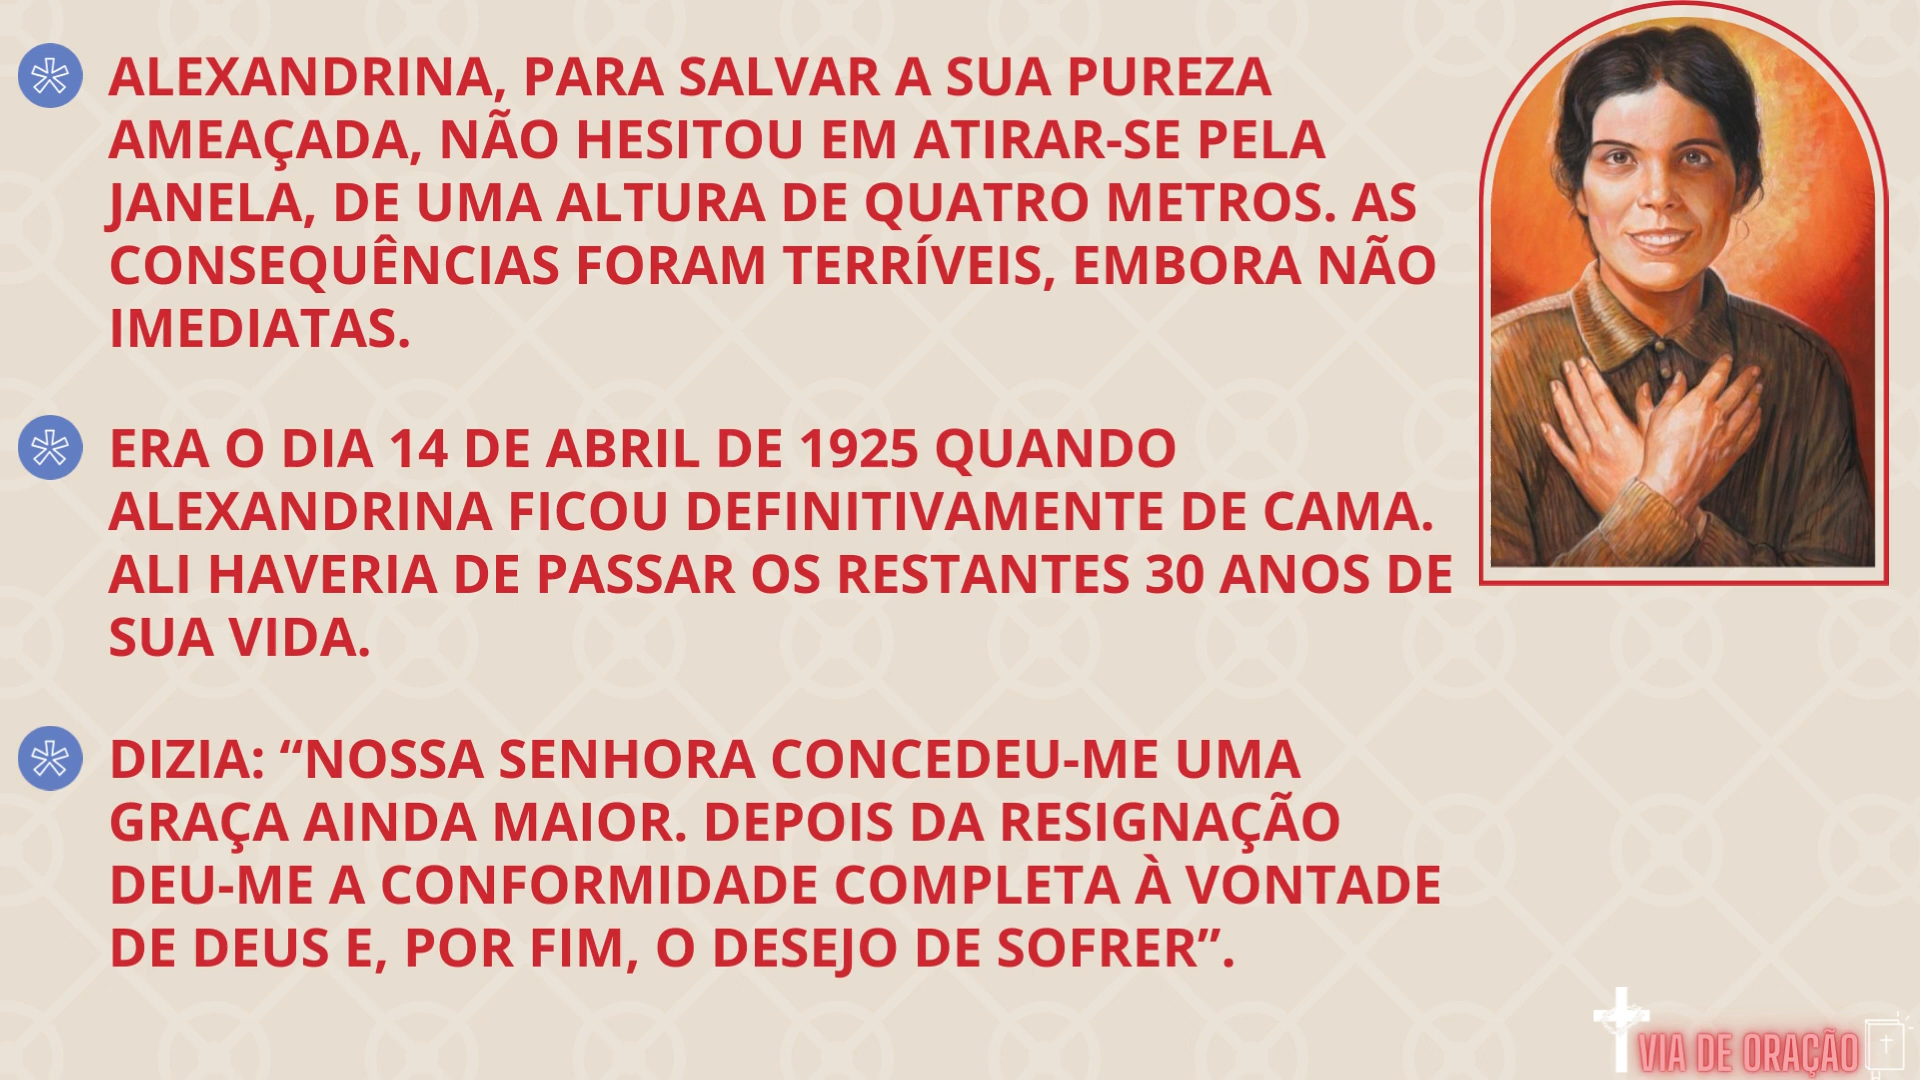 ALEXANDRINA, PARA SALVAR A SUA PUREZA
AMEAÇADA, NÃO HESITOU EM ATIRAR-SE PELA
JANELA, DE UMA ALTURA DE QUATRO METROS. AS
CONSEQUÊNCIAS FORAM TERRÍVEIS, EMBORA NÃO
IMEDIATAS.
ERA O DIA 14 DE ABRIL DE 1925 QUANDO
ALEXANDRINA FICOU DEFINITIVAMENTE DE CAMA.
ALI HAVERIA DE PASSAR OS RESTANTES 30 ANOS DE
SUA VIDA.
DIZIA: “NOSSA SENHORA CONCEDEU-ME UMA
GRAÇA AINDA MAIOR. DEPOIS DA RESIGNAÇÃO
DEU-ME A CONFORMIDADE COMPLETA À VONTADE
DE DEUS E, POR FIM, O DESEJO DE SOFRER”.
VIA DE ORAÇÃO